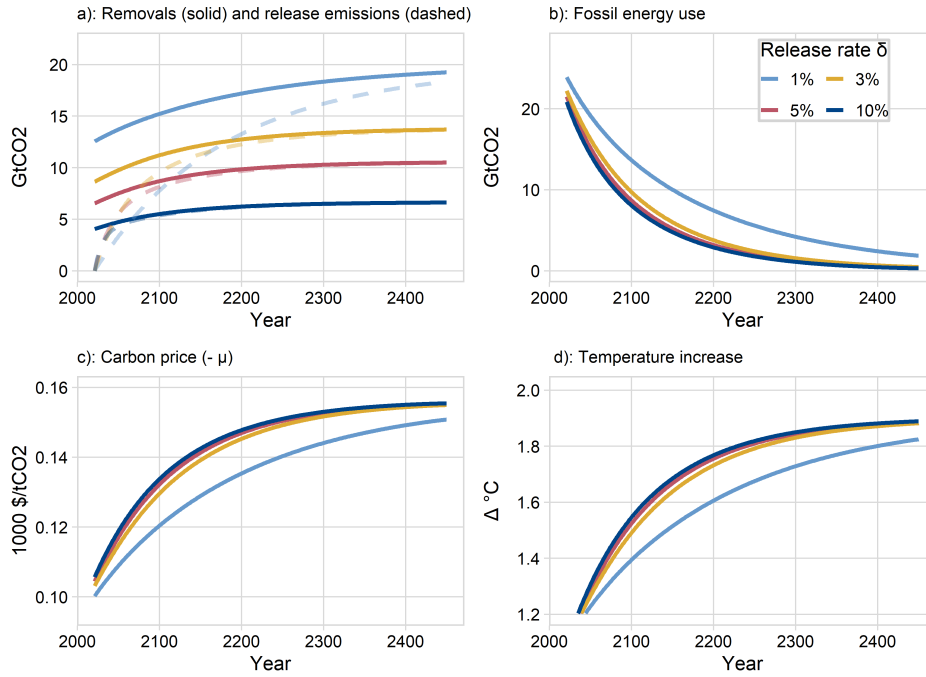 a): Removals (solid) and release emissions (dashed)
GtCO2
20
15
10
5
0
2000 2100 2200 2300 2400
Year
b): Fossil energy use
GtCO2
20
10
0
Release rate δ
1% 3%
5% 10%
2000 2100 2200 2300 2400
Year
c): Carbon price (- μ)
1000 $/tCO2
0.16
0.14
0.12
0.10
2000 2100 2200 2300 2400
Year
d): Temperature increase
Δ °C
2.0
1.8
1.6
1.4
1.2
2000 2100 2200 2300 2400
Year